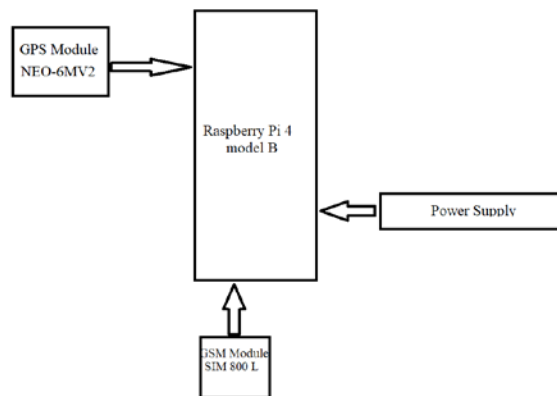 GPS Module
NEO-6MV2
Raspberry Pi 4
model B
Power Supply
GSM Module
SIM 800 L